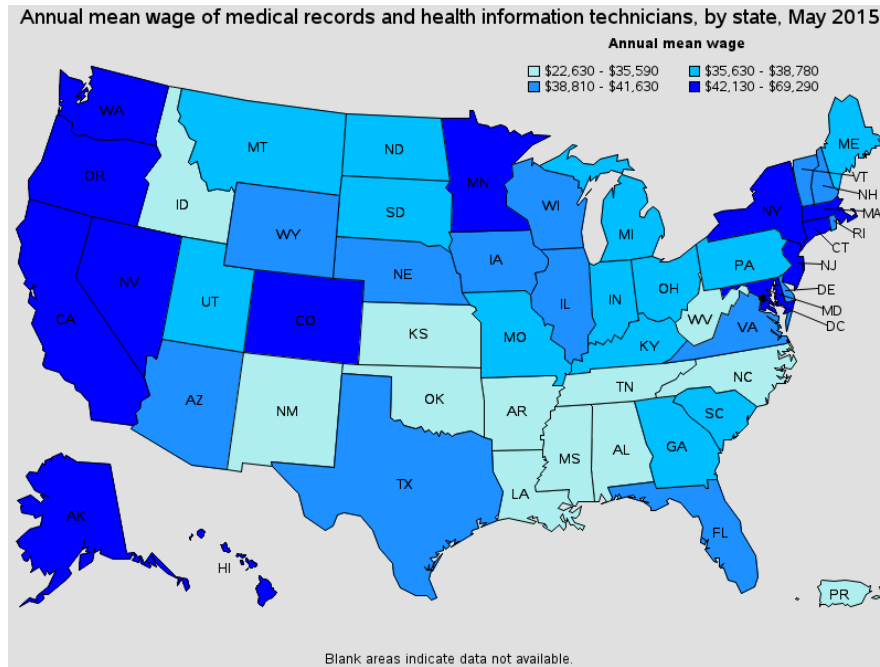 Annual mean wage of medical records and health information technicians, by state, May 2015
Annual mean wage
$22,630 - $35,590 $35,630 - $38,780
$38,810 - $41,630 $42,130 - $69,290
WA
MT
ND
MN
ME
VT
NH
OR
ID
SD
WI
NY
MA
WY
MI
RI
CT
IA
PA
NJ
NE
NV
UT
IL
IN
OH
DE
CA
CO
WV
MD
KS
MO
KY
VA
DC
AZ
NM
OK
TN
NC
AR
SC
MS
AL
GA
TX
LA
AK
FL
HI
PR
Blank areas indicate data not available.